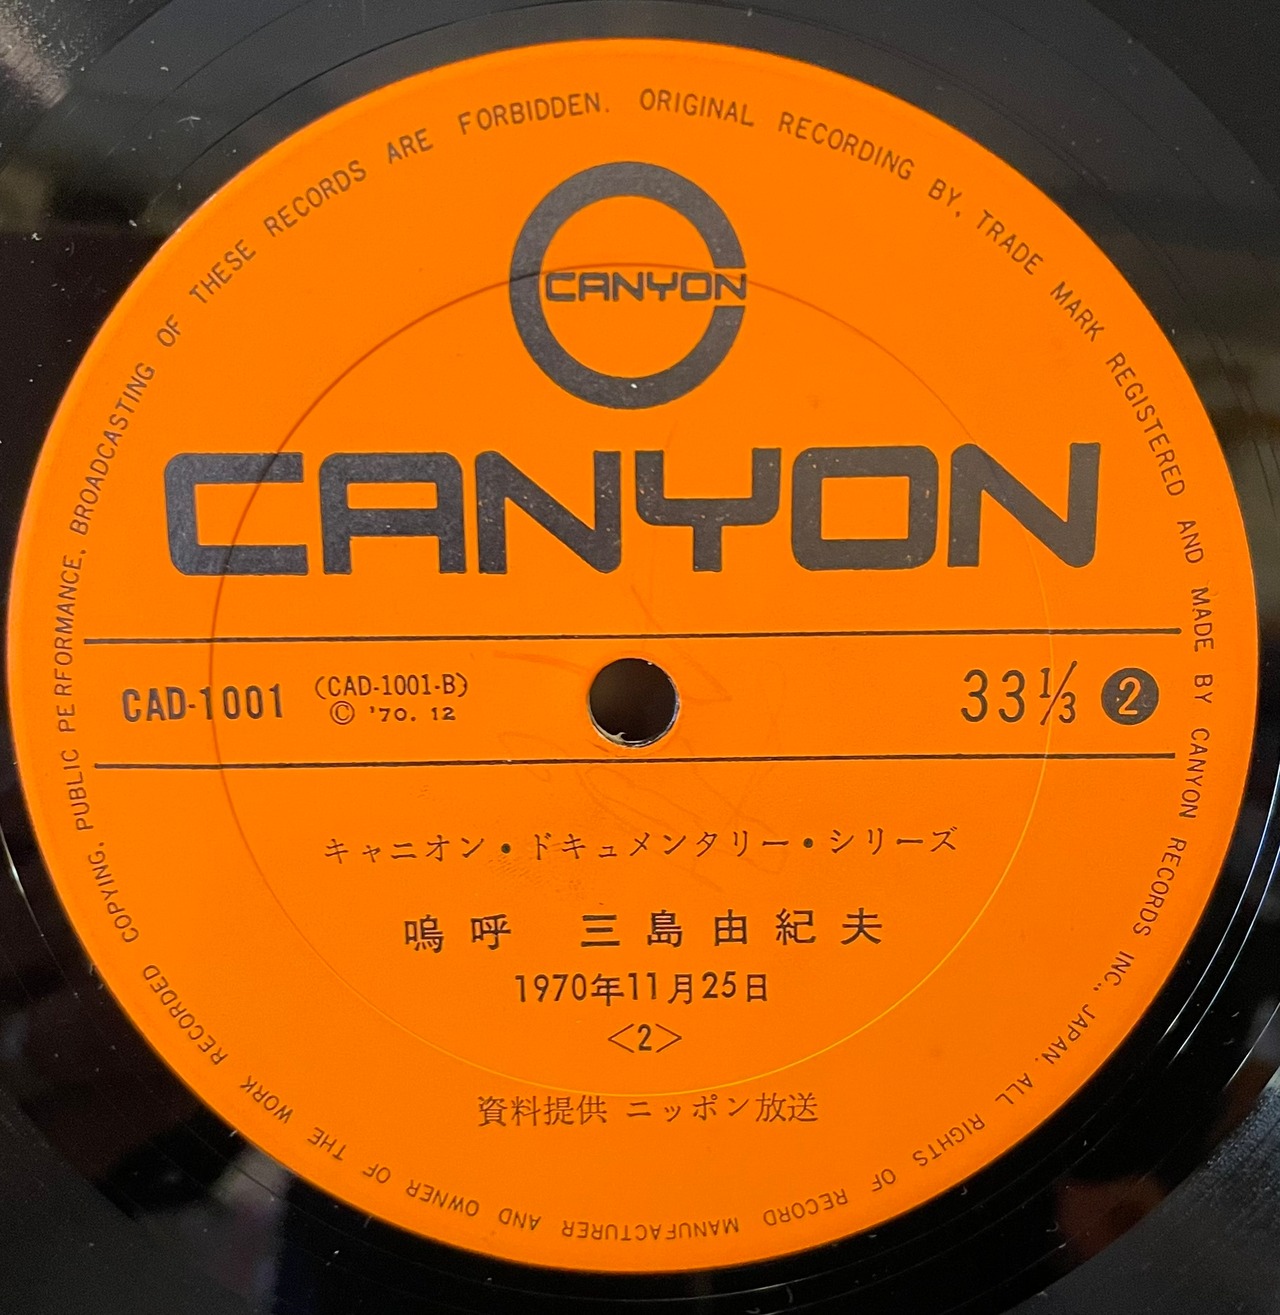 ORIGINAL RECORDING BY, TRADE MARK REGISTERED AND MADE BY CANYON RECORDS INC., JAPAN. ALL RIGHTS OF RECORD MANUFACTURER AND OWNER OF THE WORK RECORDED COPYING, PUBLIC PERFORMANCE, BROADCASTING OF THESE RECORDS ARE FORBIDDEN.
CANYON
CANYON
CAD-1001 (CAD-1001-B) 33⅓ 2
Ⓒ '70. 12
キャニオン・ドキュメンタリー・シリーズ
嗚呼 三島由紀夫
1970年11月25日
<2>
資料提供 ニッポン放送